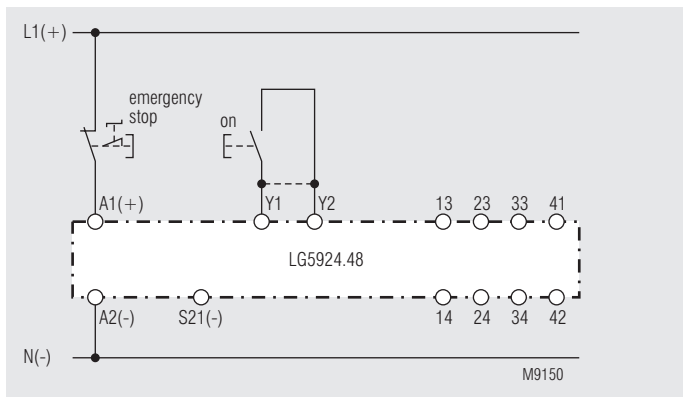 L1(+)
emergency
stop
on
A1(+) Y1 Y2 13 23 33 41
LG5924.48
A2(-) S21(-) 14 24 34 42
N(-)
M9150